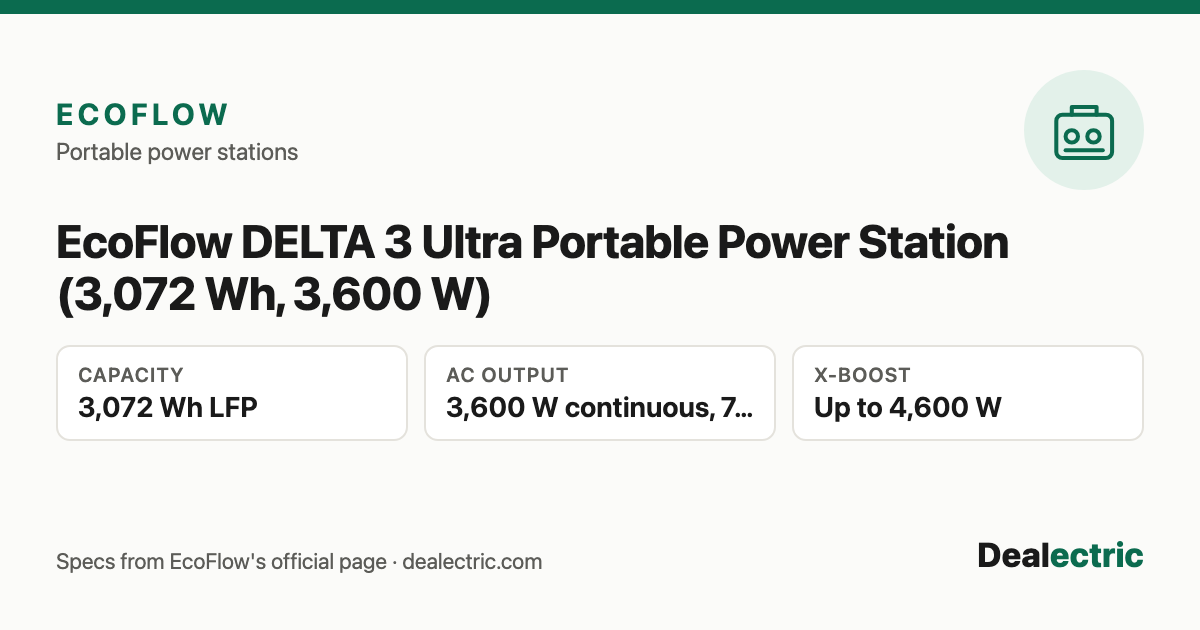 ECOFLOW
Portable power stations
EcoFlow DELTA 3 Ultra Portable Power Station
(3,072 Wh, 3,600 W)
CAPACITY
3,072 Wh LFP
AC OUTPUT
3,600 W continuous, 7...
X-BOOST
Up to 4,600 W
Specs from EcoFlow's official page · dealectric.com
Dealectric